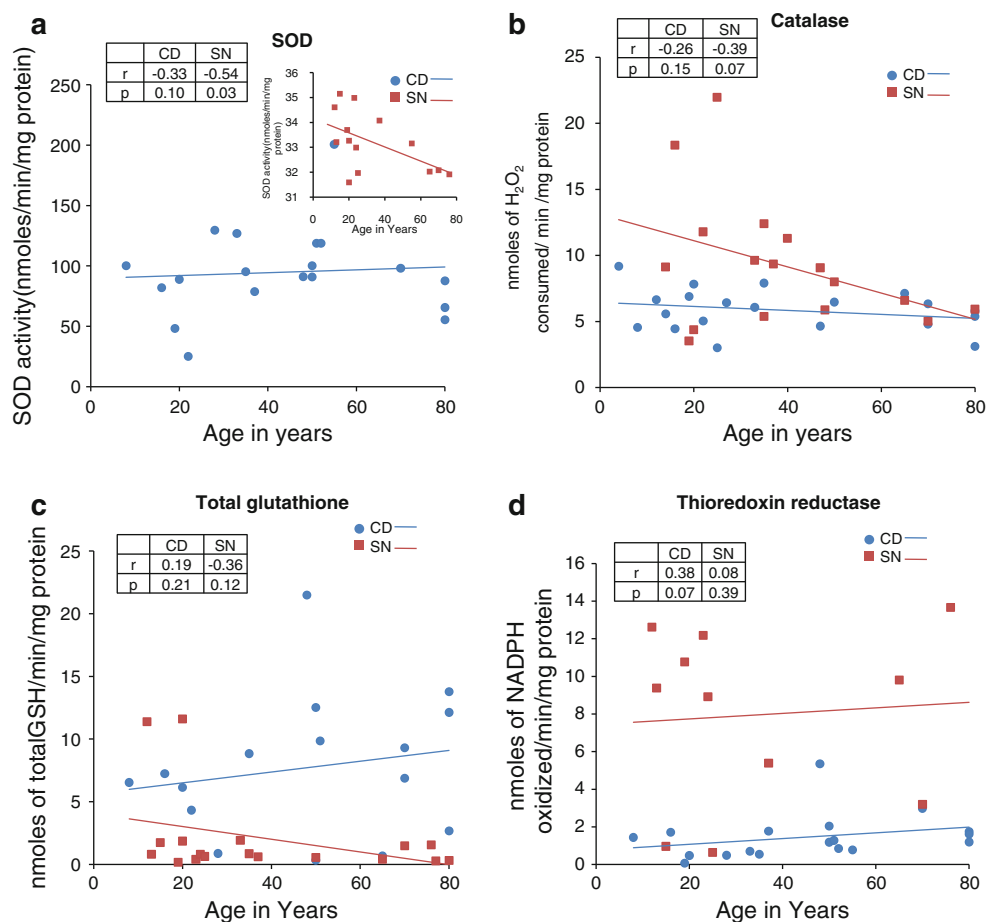 a
SOD
CD SN
r -0.33 -0.54
p 0.10 0.03
SOD activity(nmoles/min/mg protein)
250
200
150
100
50
0
0 20 40 60 80
Age in years
CD
SN
SOD activity(nmoles/min/mg protein)
36
35
34
33
32
31
0 20 40 60 80
Age in Years
b
Catalase
CD SN
r -0.26 -0.39
p 0.15 0.07
CD
SN
nmoles of H₂O₂
consumed/ min /mg protein
25
20
15
10
5
0
0 20 40 60 80
Age in years
c
Total glutathione
CD
SN
CD SN
r 0.19 -0.36
p 0.21 0.12
nmoles of totalGSH/min/mg protein
25
20
15
10
5
0
0 20 40 60 80
Age in Years
d
Thioredoxin reductase
CD
SN
CD SN
r 0.38 0.08
p 0.07 0.39
nmoles of NADPH
oxidized/min/mg protein
16
14
12
10
8
6
4
2
0
0 20 40 60 80
Age in Years